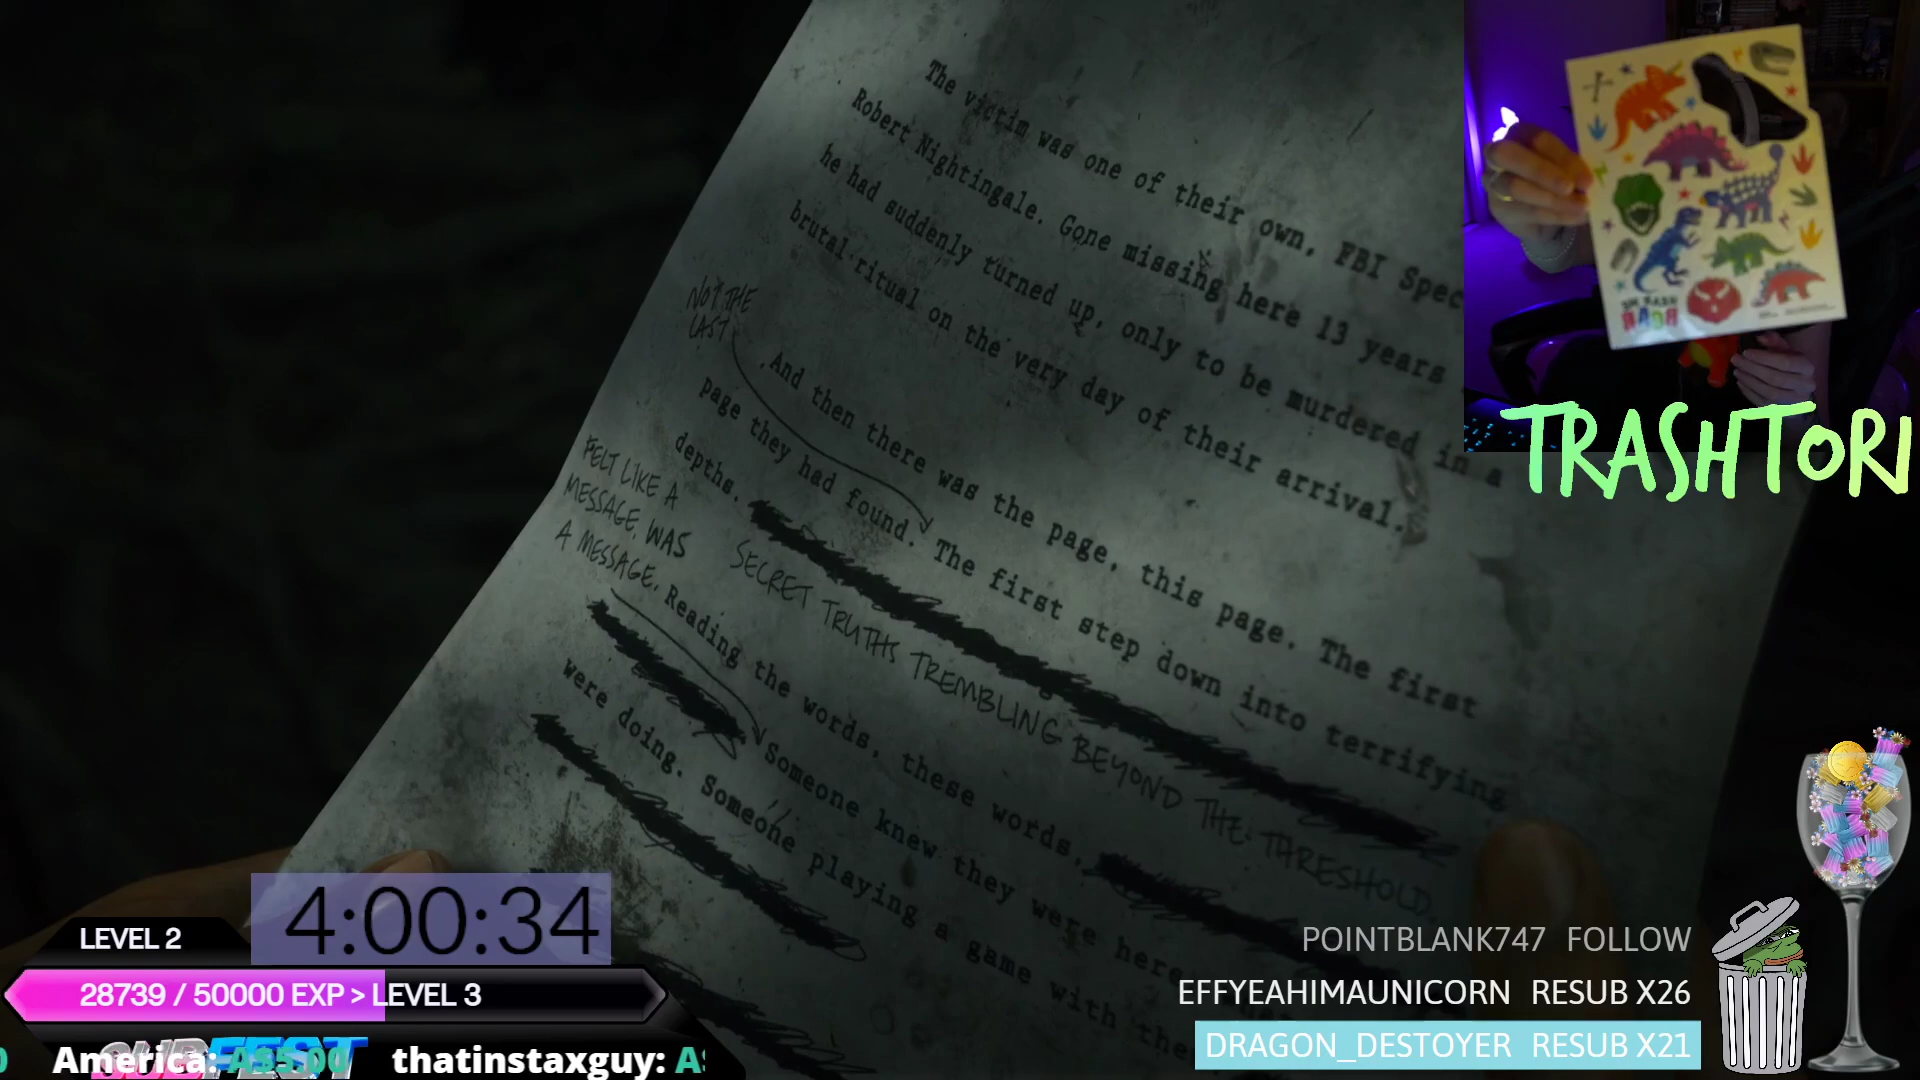 The victim was one of their own, FBI Spec
Robert Nightingale. Gone missing here 13 years
he had suddenly turned up, only to be murdered in a
brutal ritual on the very day of their arrival.
NOT THE
LAST
And then there was the page, this page. The first
page they had found. The first step down into terrifying
depths.
FELT LIKE A
MESSAGE, WAS
A MESSAGE.
SECRET TRUTHS TREMBLING BEYOND THE THRESHOLD.
Reading the words, these words,
Someone knew they were here
were doing. Someone playing a game with the
TRASHTORI
RAWR
4:00:34
LEVEL 2
28739 / 50000 EXP > LEVEL 3
SUBFEST
America: A$5.00 thatinstaxguy: A$
POINTBLANK747 FOLLOW
EFFYEAHIMAUNICORN RESUB X26
DRAGON_DESTOYER RESUB X21